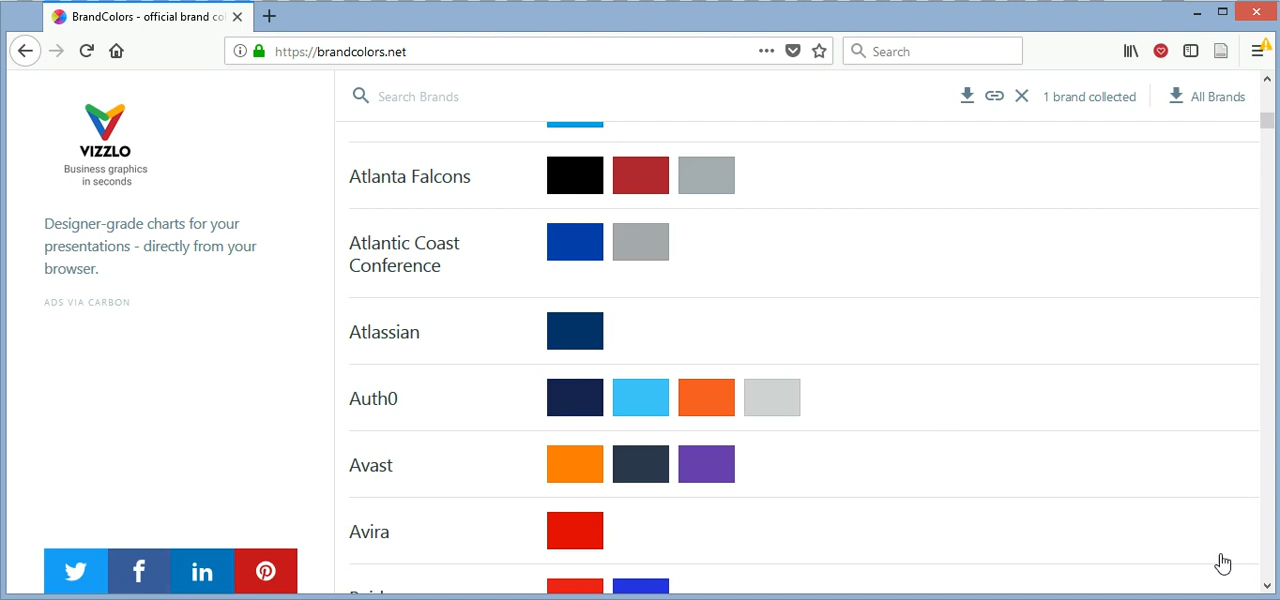 BrandColors - official brand co
https://brandcolors.net
Search
VIZZLO
Business graphics
in seconds
Designer-grade charts for your
presentations - directly from your
browser.
ADS VIA CARBON
Search Brands
1 brand collected
All Brands
Atlanta Falcons
Atlantic Coast
Conference
Atlassian
Auth0
Avast
Avira